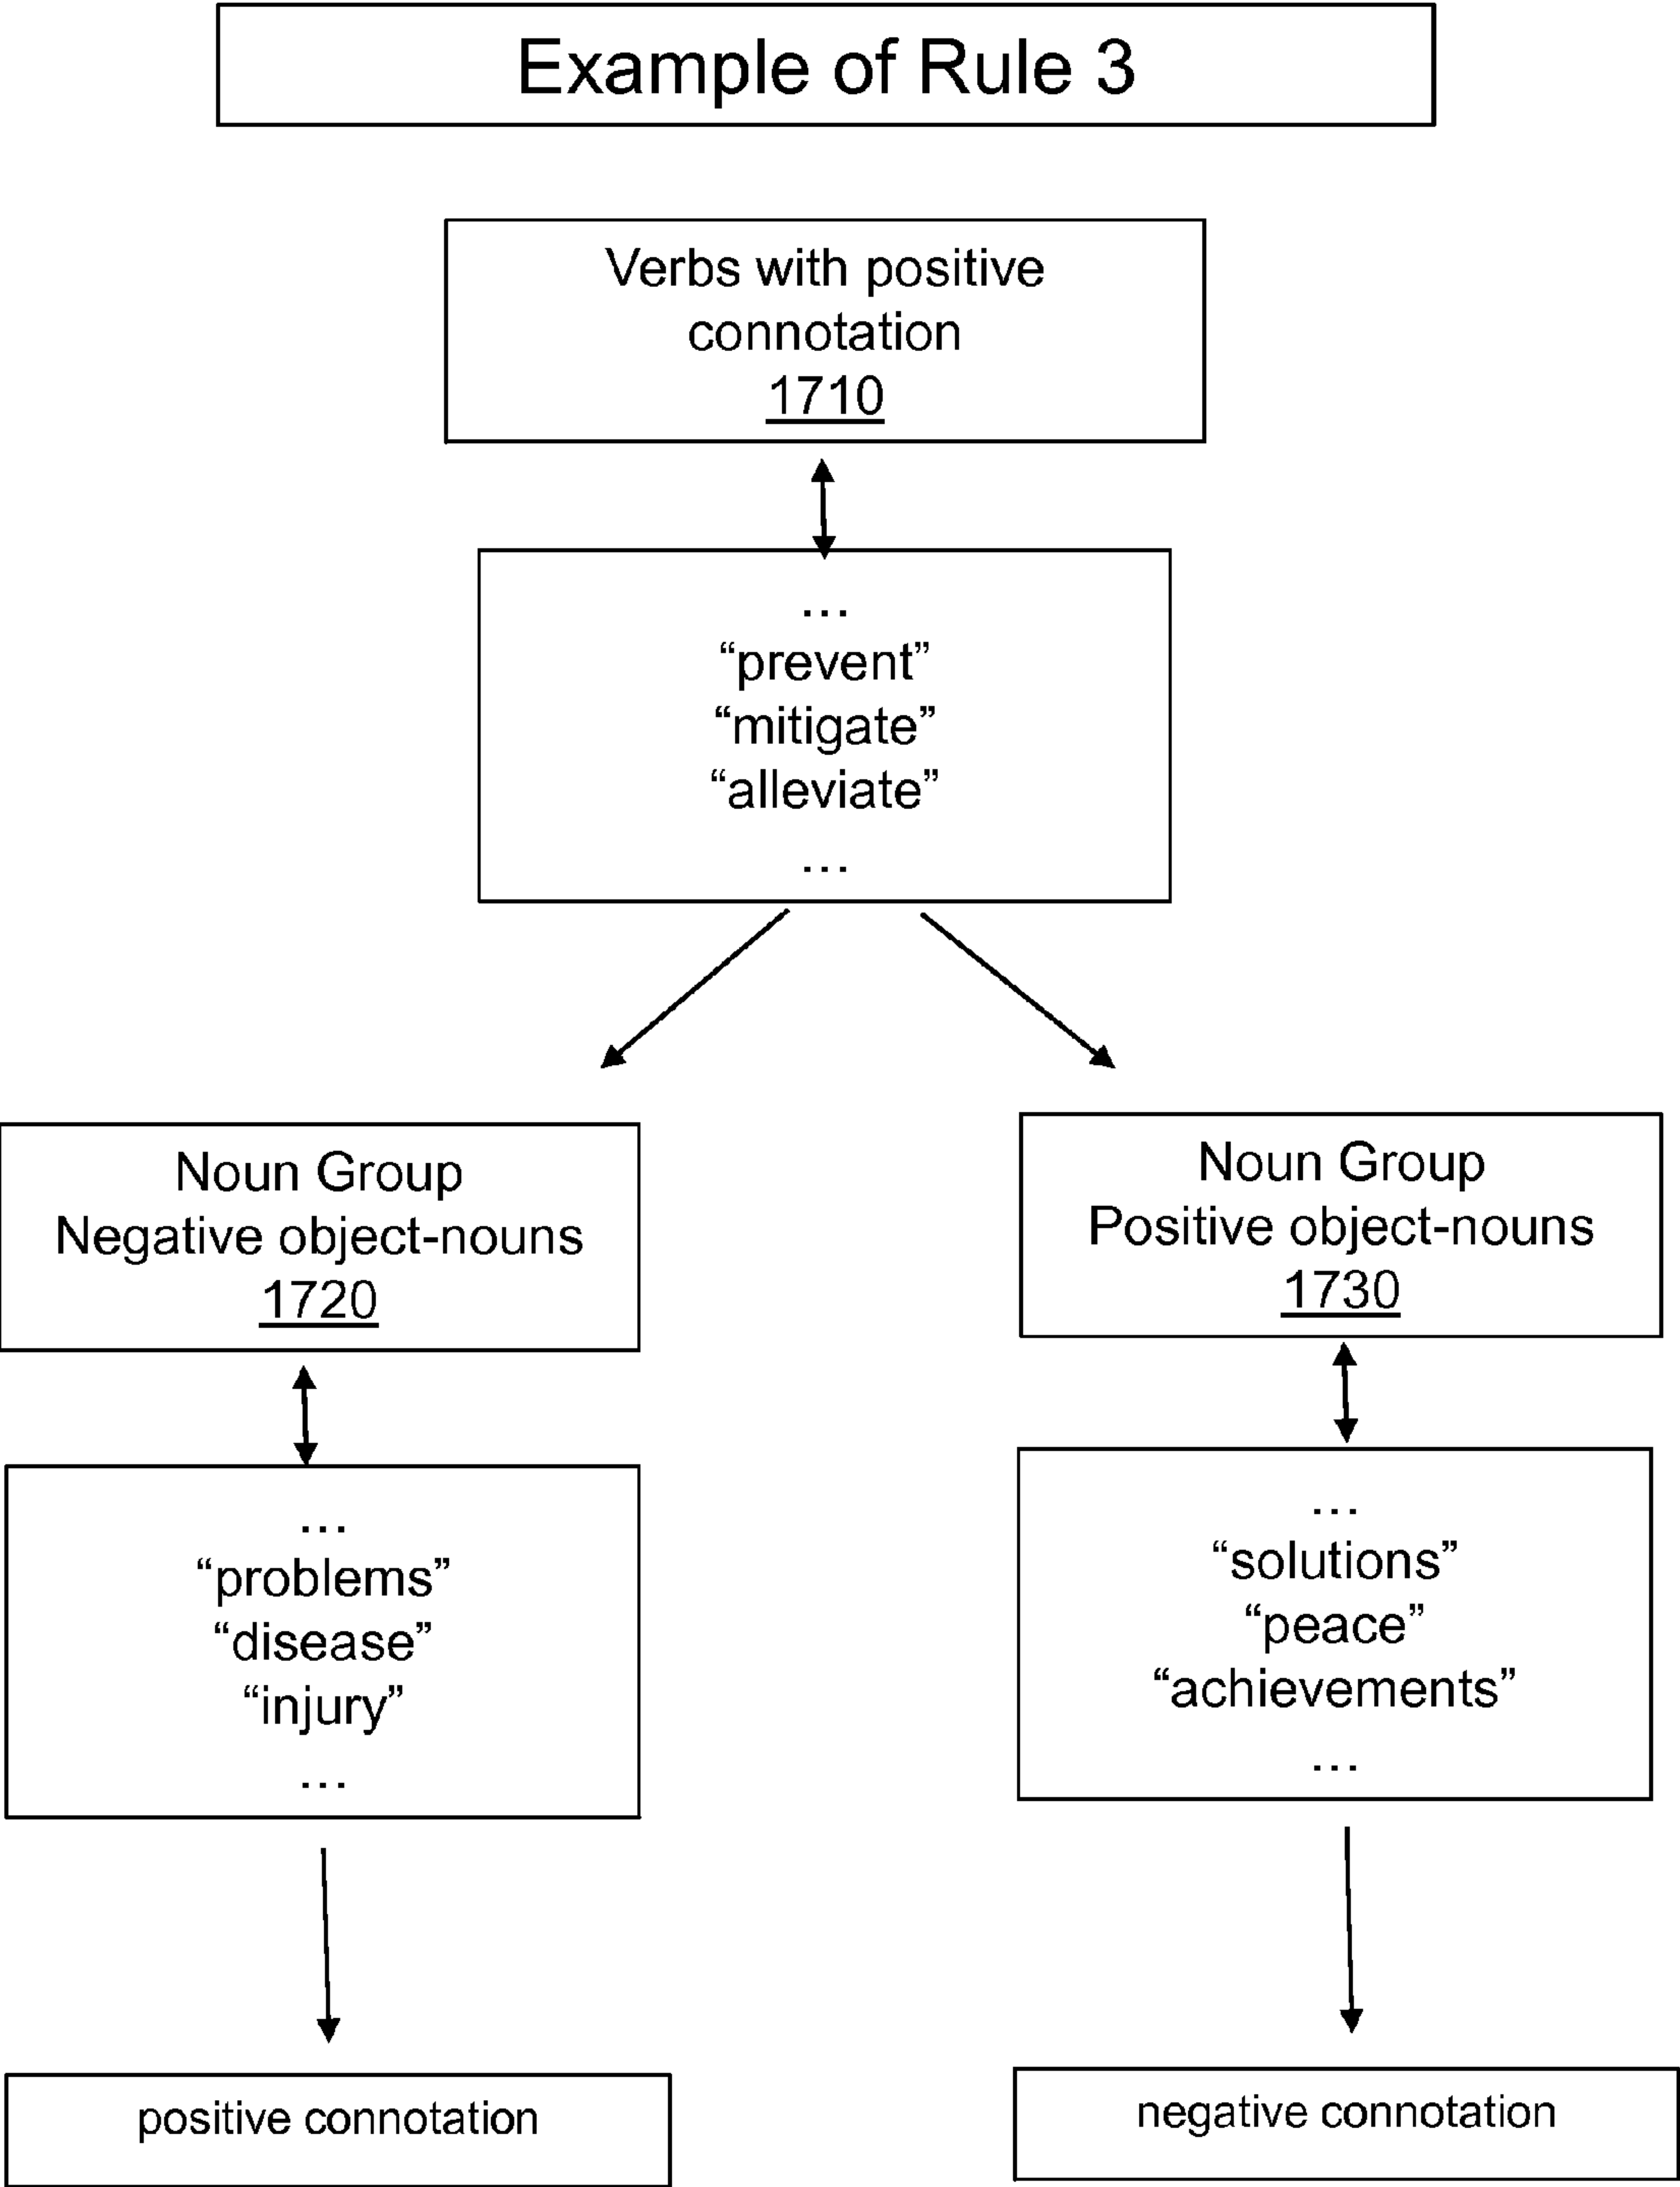 Example of Rule 3
Verbs with positive
connotation
1710
...
“prevent”
“mitigate”
“alleviate”
...
Noun Group
Negative object-nouns
1720
Noun Group
Positive object-nouns
1730
...
“problems”
“disease”
“injury”
...
...
“solutions”
“peace”
“achievements”
...
positive connotation
negative connotation